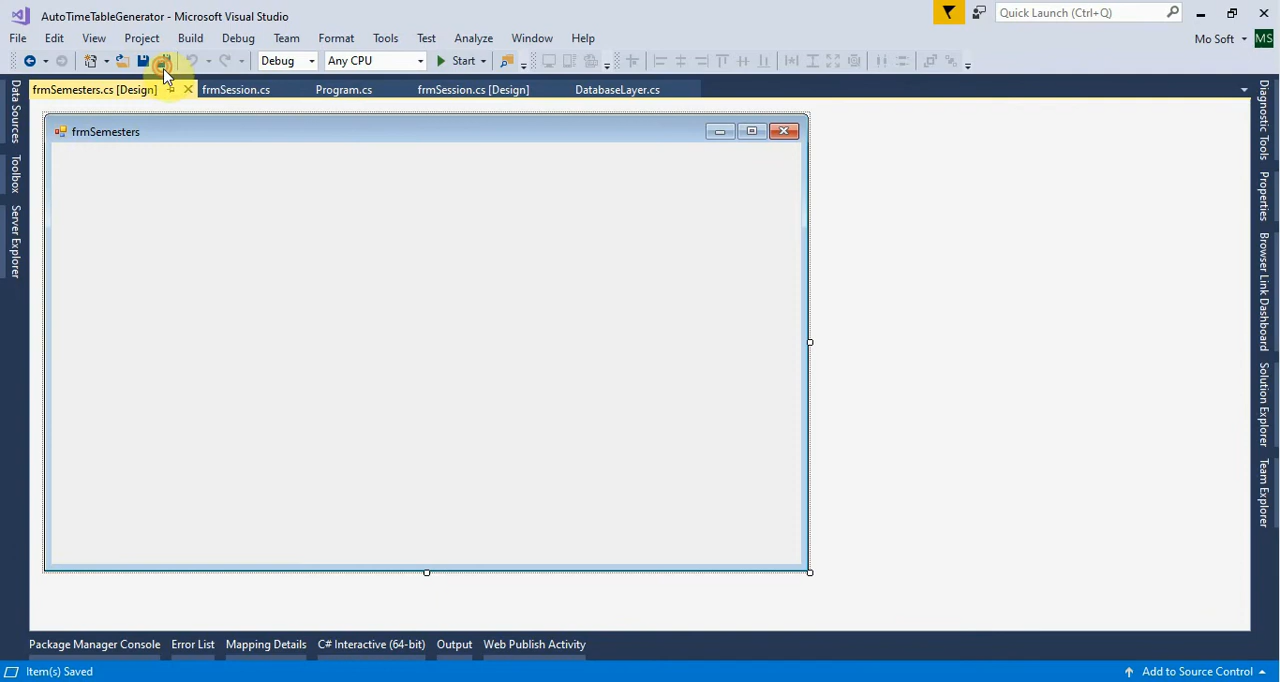 AutoTimeTableGenerator - Microsoft Visual Studio
Quick Launch (Ctrl+Q)
File Edit View Project Build Debug Team Format Tools Test Analyze Window Help
Mo Soft MS
Debug Any CPU Start
frmSemesters.cs [Design] frmSession.cs Program.cs frmSession.cs [Design] DatabaseLayer.cs
Data Sources
Toolbox
Server Explorer
frmSemesters
Diagnostic Tools
Properties
Browser Link Dashboard
Solution Explorer
Team Explorer
Package Manager Console Error List Mapping Details C# Interactive (64-bit) Output Web Publish Activity
Item(s) Saved Add to Source Control